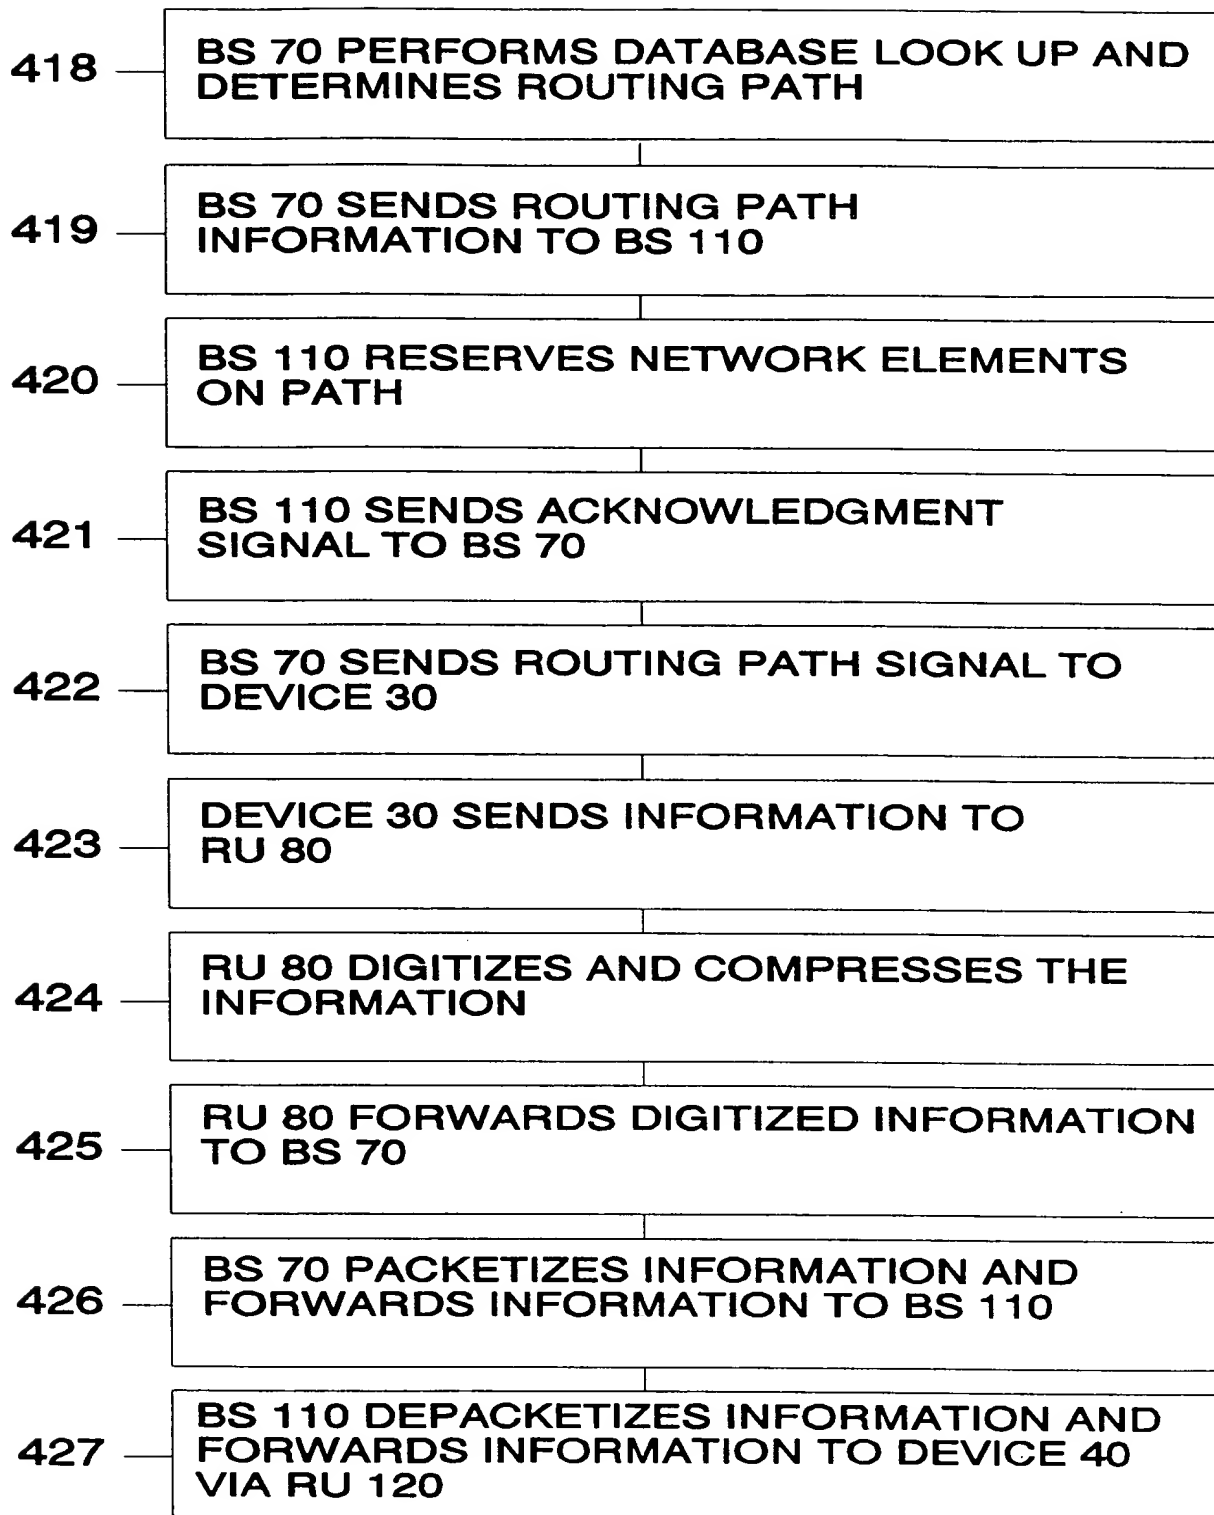 418
BS 70 PERFORMS DATABASE LOOK UP AND
DETERMINES ROUTING PATH
419
BS 70 SENDS ROUTING PATH
INFORMATION TO BS 110
420
BS 110 RESERVES NETWORK ELEMENTS
ON PATH
421
BS 110 SENDS ACKNOWLEDGMENT
SIGNAL TO BS 70
422
BS 70 SENDS ROUTING PATH SIGNAL TO
DEVICE 30
423
DEVICE 30 SENDS INFORMATION TO
RU 80
424
RU 80 DIGITIZES AND COMPRESSES THE
INFORMATION
425
RU 80 FORWARDS DIGITIZED INFORMATION
TO BS 70
426
BS 70 PACKETIZES INFORMATION AND
FORWARDS INFORMATION TO BS 110
427
BS 110 DEPACKETIZES INFORMATION AND
FORWARDS INFORMATION TO DEVICE 40
VIA RU 120